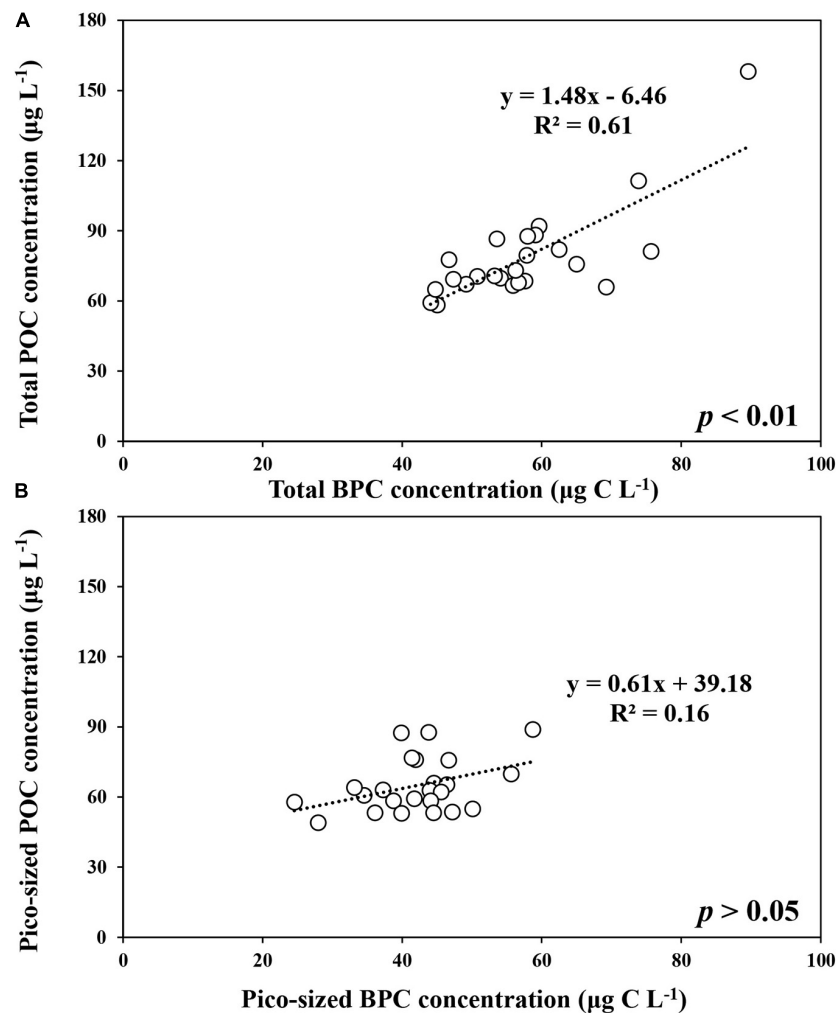 A
Total POC concentration (µg L-1)
180
150
120
90
60
30
0
y = 1.48x - 6.46
R² = 0.61
p < 0.01
0 20 40 60 80 100
Total BPC concentration (µg C L-1)
B
Pico-sized POC concentration (µg L-1)
180
150
120
90
60
30
0
y = 0.61x + 39.18
R² = 0.16
p > 0.05
0 20 40 60 80 100
Pico-sized BPC concentration (µg C L-1)